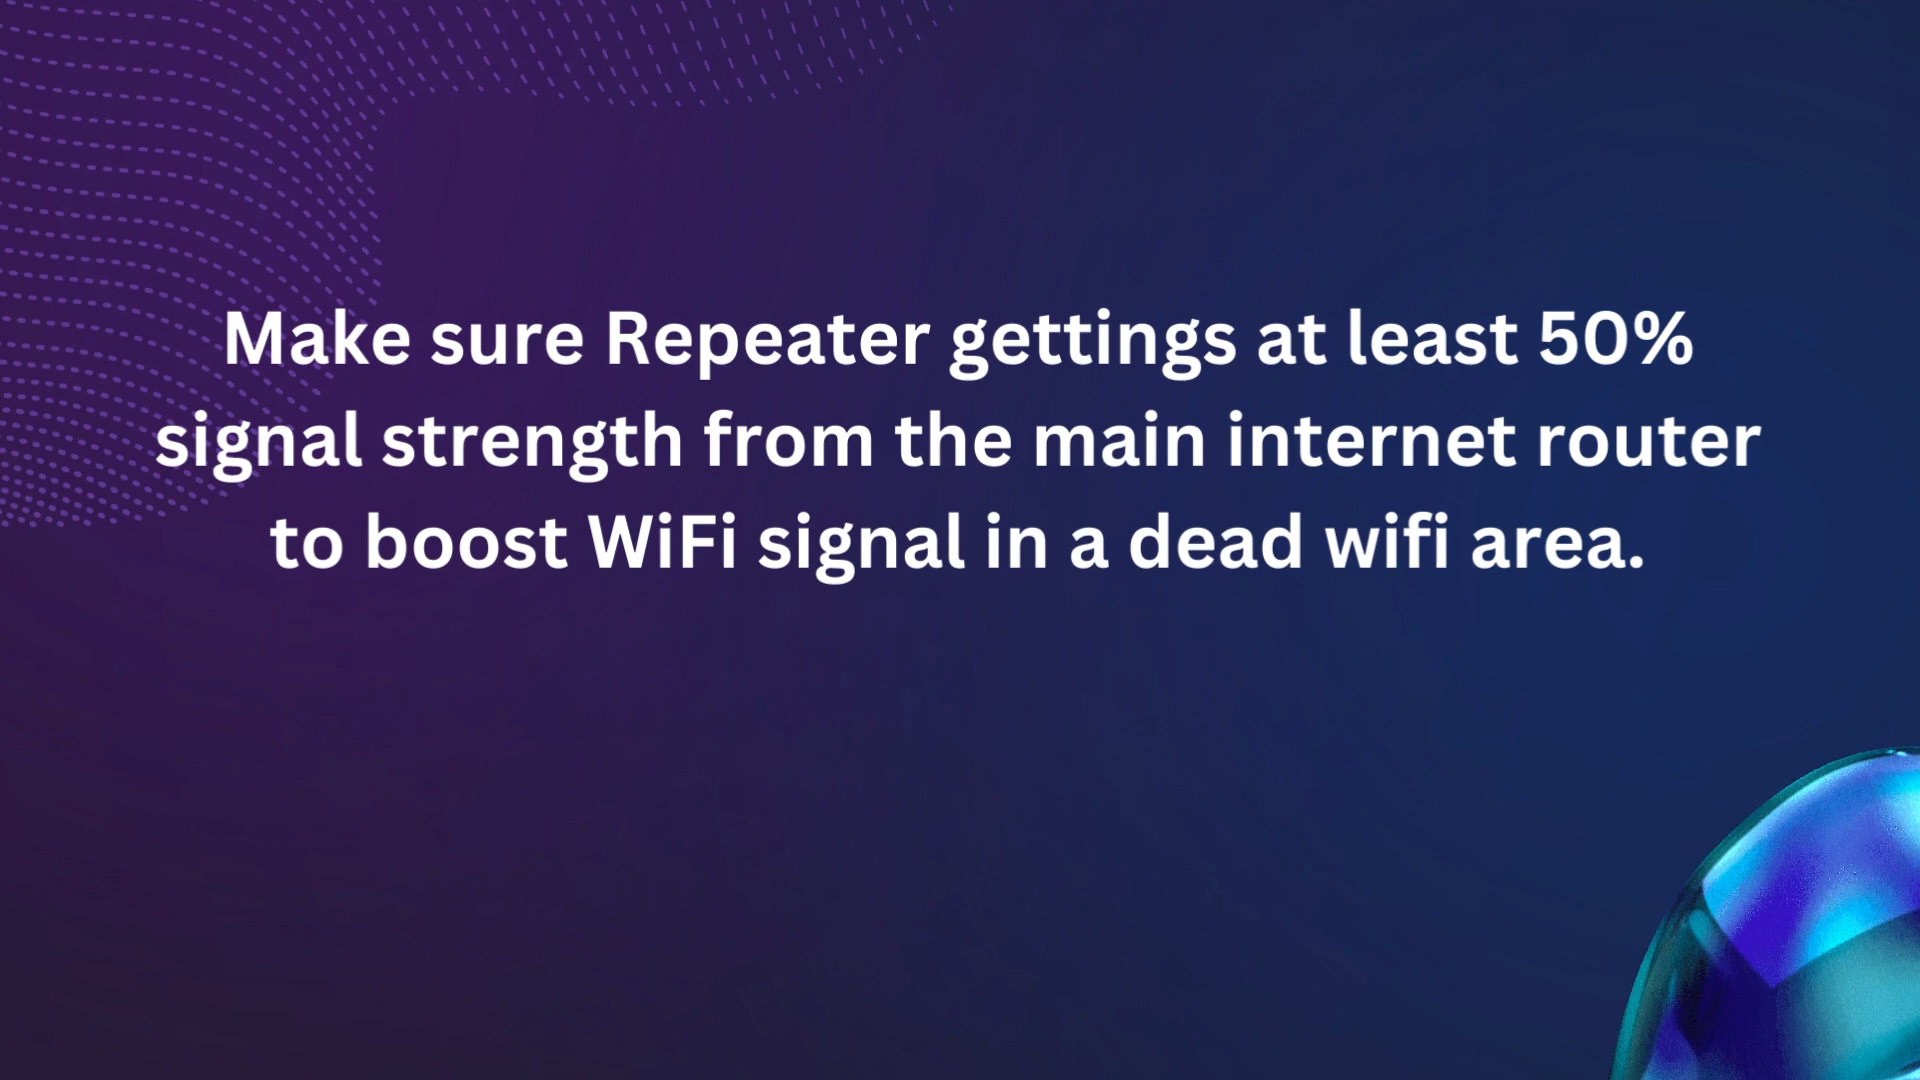 Make sure Repeater gettings at least 50%
signal strength from the main internet router
to boost WiFi signal in a dead wifi area.